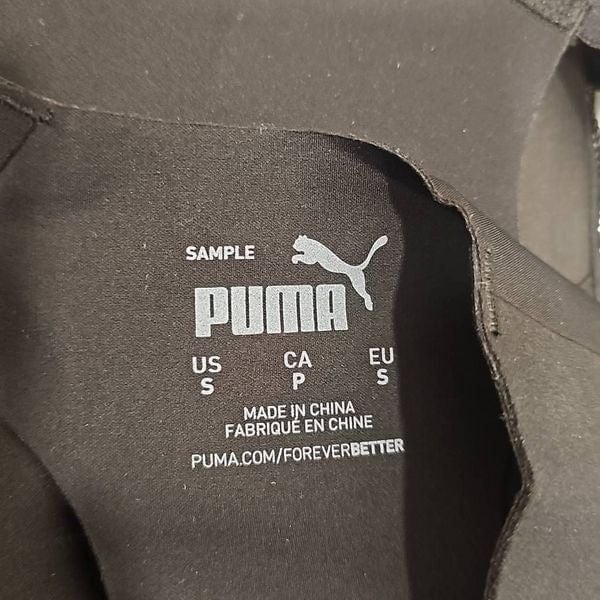 SAMPLE
PUMA
US CA EU
S P S
MADE IN CHINA
FABRIQUÉ EN CHINE
PUMA.COM/FOREVERBETTER